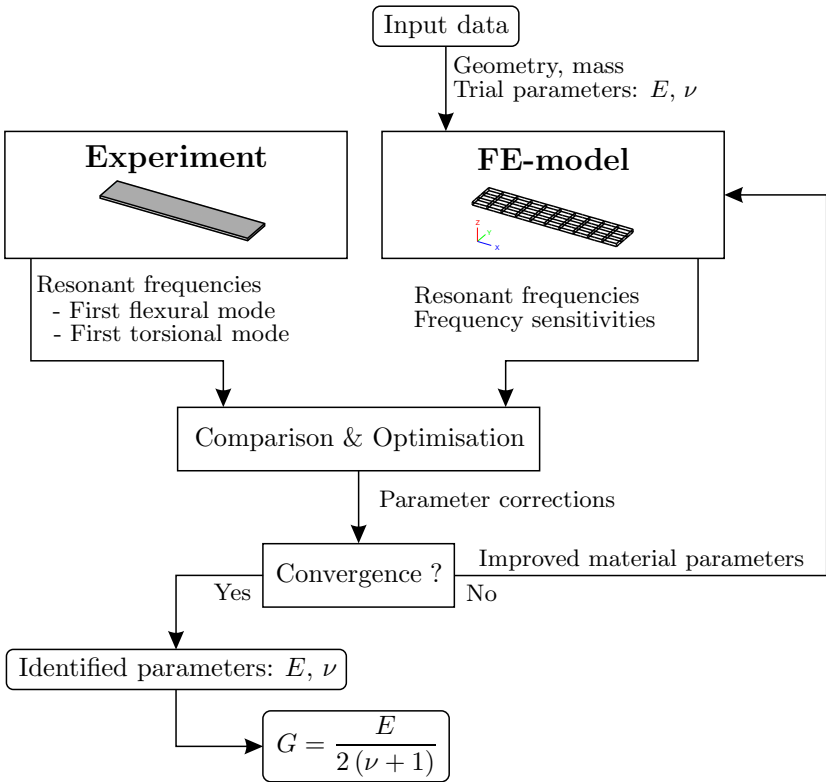 Input data
Geometry, mass
Trial parameters: E, ν
Experiment
FE-model
Z
Y
X
Resonant frequencies
- First flexural mode
- First torsional mode
Resonant frequencies
Frequency sensitivities
Comparison & Optimisation
Parameter corrections
Convergence ?
Improved material parameters
Yes
No
Identified parameters: E, ν
G = E / 2 (ν + 1)